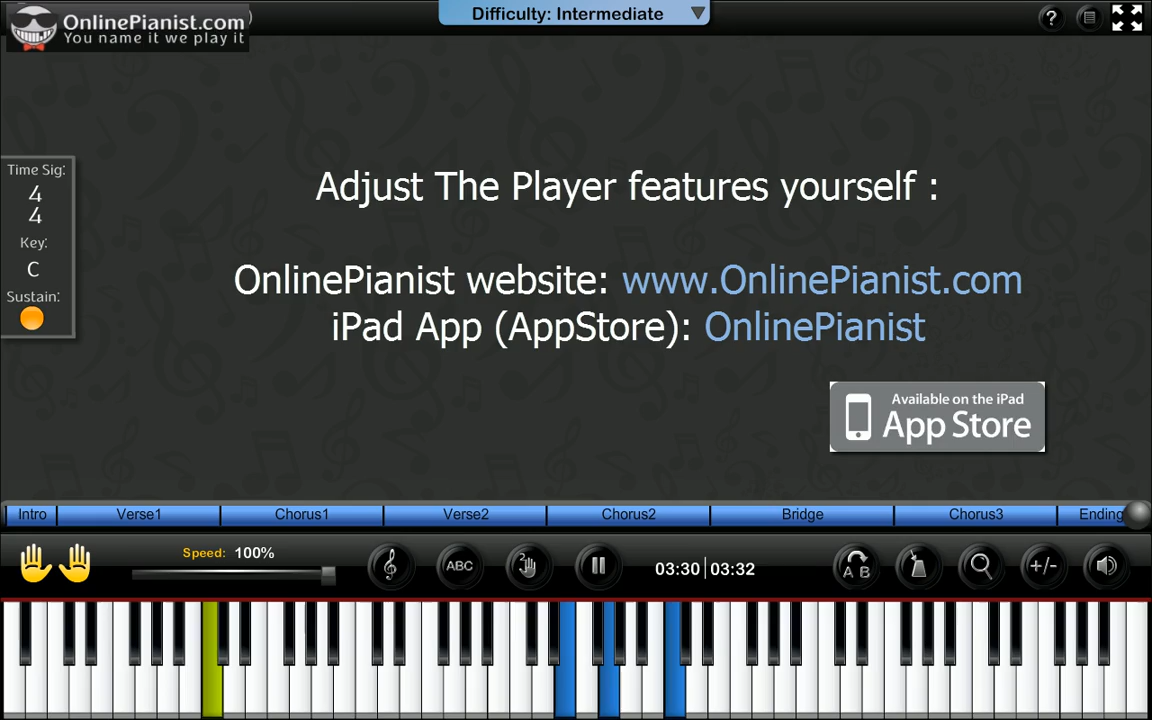 OnlinePianist.com
You name it we play it
Difficulty: Intermediate
?
Time Sig:
4
4
Key:
C
Sustain:
Adjust The Player features yourself :
OnlinePianist website: www.OnlinePianist.com
iPad App (AppStore): OnlinePianist
Available on the iPad
App Store
Intro Verse1 Chorus1 Verse2 Chorus2 Bridge Chorus3 Ending
Speed: 100%
ABC
03:30 | 03:32
A B
+/-